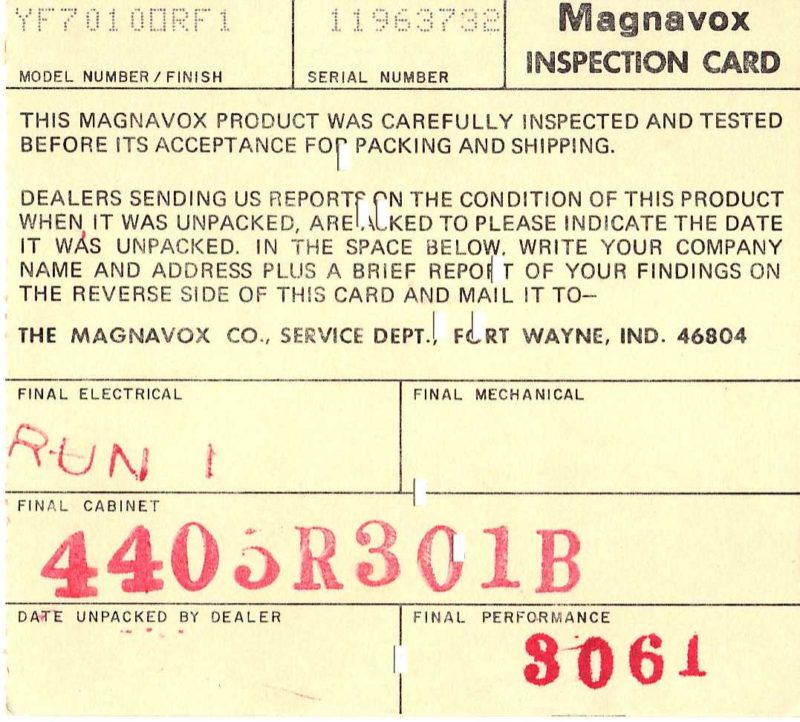 YF7010▯RF1
11963732
Magnavox
INSPECTION CARD
MODEL NUMBER/FINISH
SERIAL NUMBER
THIS MAGNAVOX PRODUCT WAS CAREFULLY INSPECTED AND TESTED
BEFORE ITS ACCEPTANCE FOR PACKING AND SHIPPING.
DEALERS SENDING US REPORTS ON THE CONDITION OF THIS PRODUCT
WHEN IT WAS UNPACKED, ARE ASKED TO PLEASE INDICATE THE DATE
IT WAS UNPACKED. IN THE SPACE BELOW, WRITE YOUR COMPANY
NAME AND ADDRESS PLUS A BRIEF REPORT OF YOUR FINDINGS ON
THE REVERSE SIDE OF THIS CARD AND MAIL IT TO—
THE MAGNAVOX CO., SERVICE DEPT., FORT WAYNE, IND. 46804
FINAL ELECTRICAL
FINAL MECHANICAL
RUN 1
FINAL CABINET
4405R301B
DATE UNPACKED BY DEALER
FINAL PERFORMANCE
3061